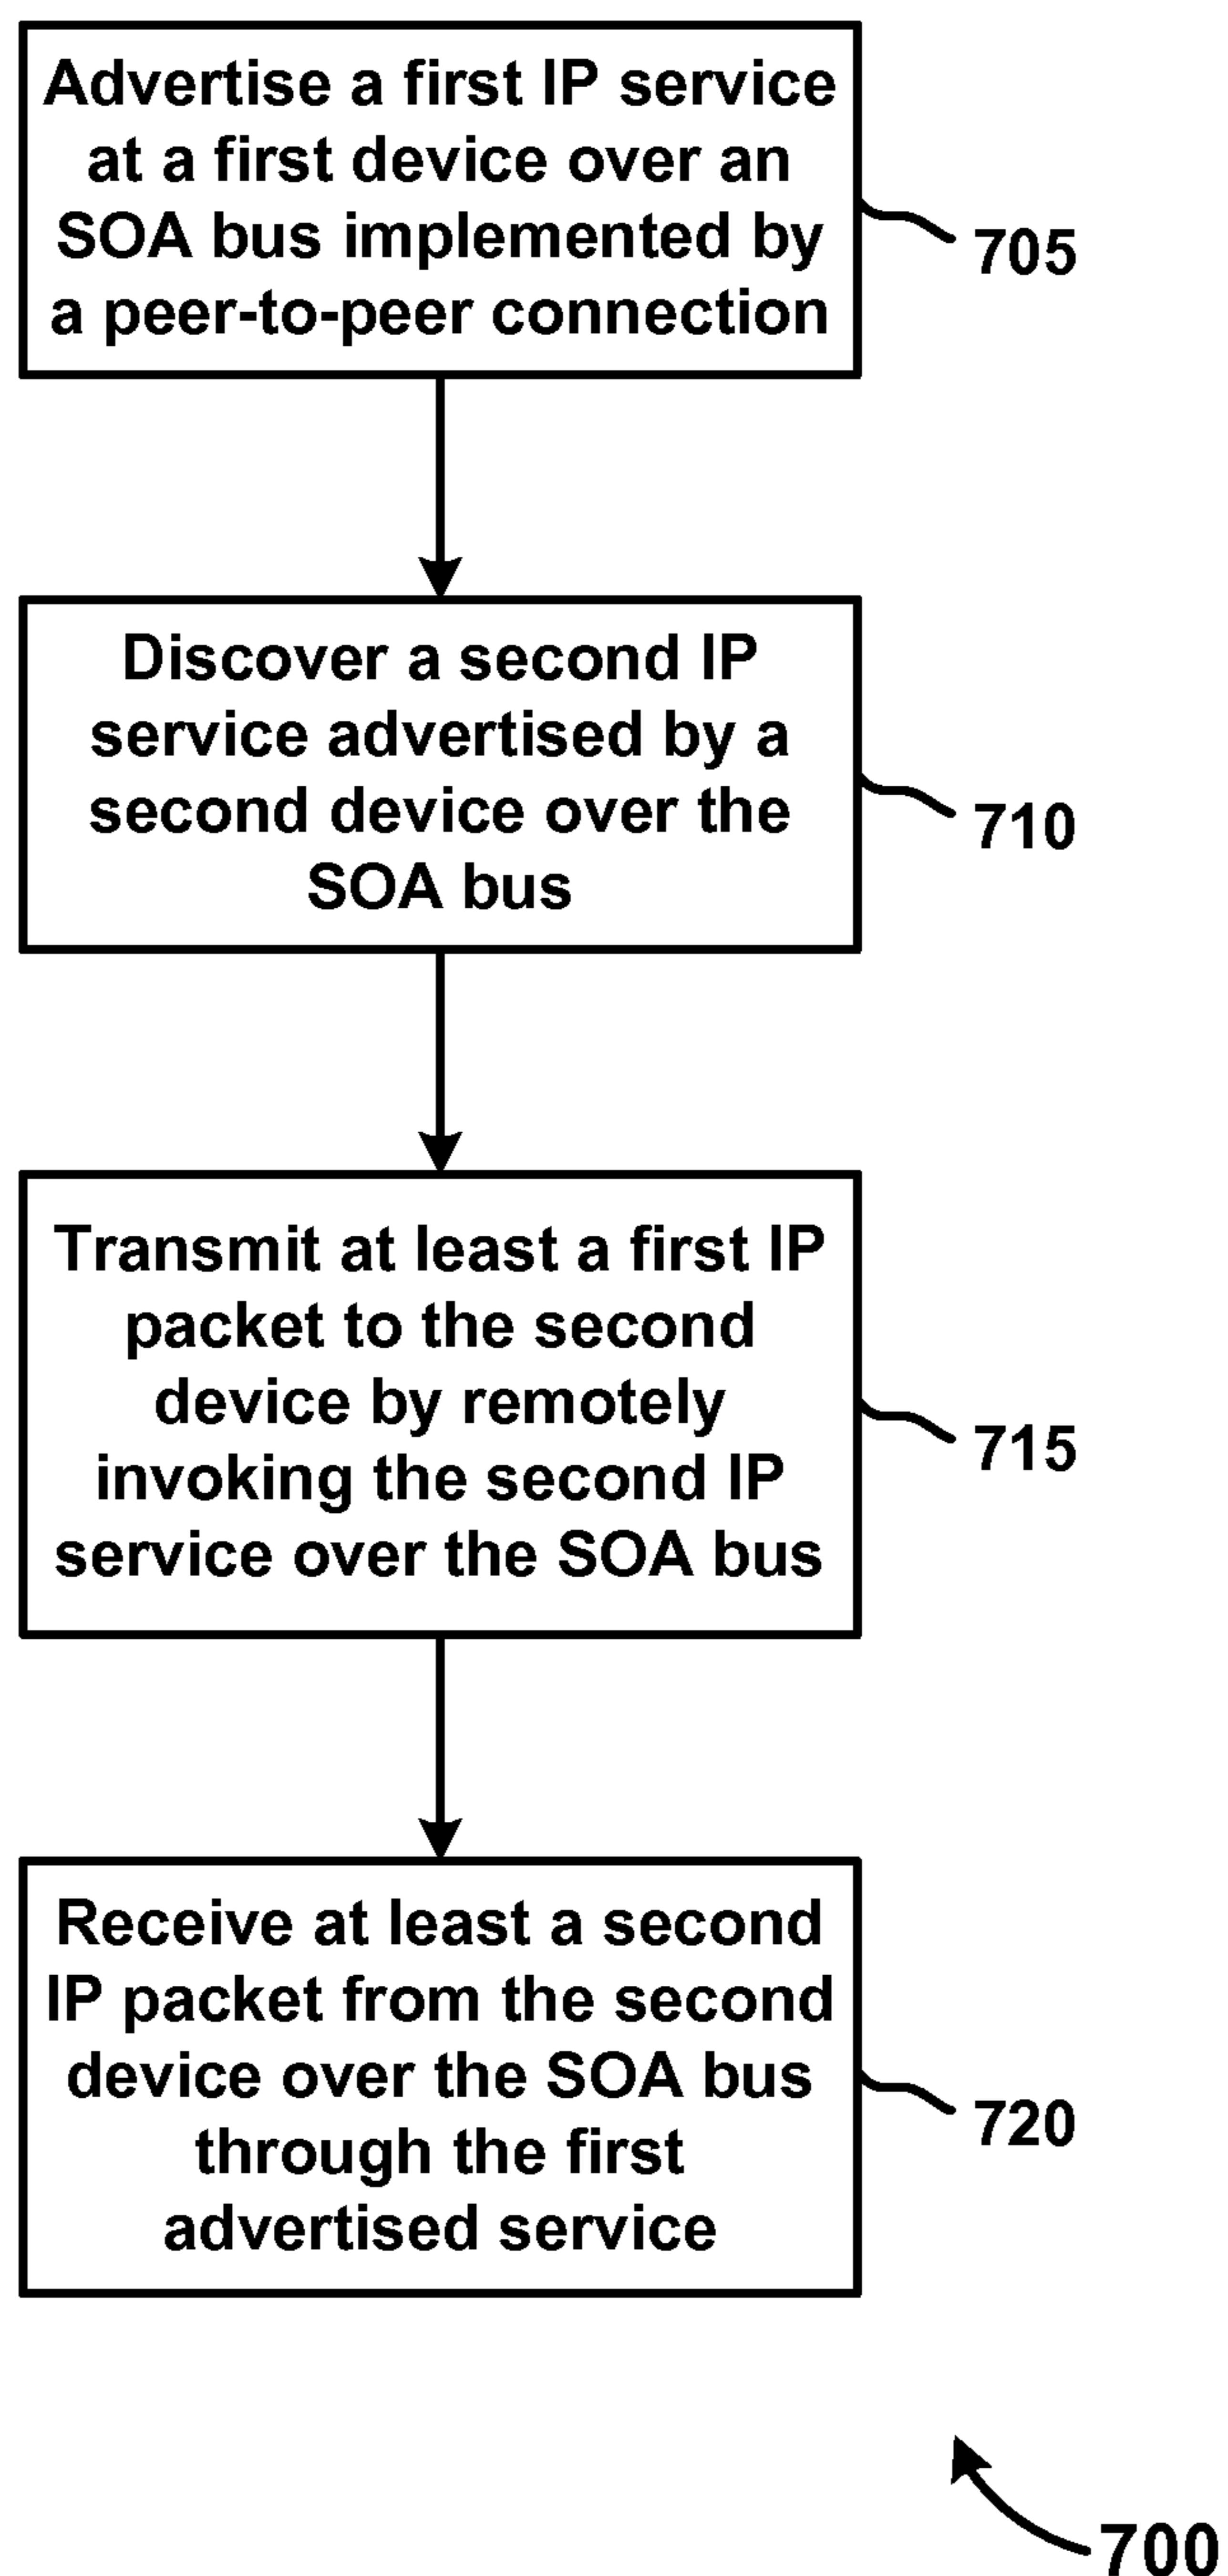 Advertise a first IP service
at a first device over an
SOA bus implemented by
a peer-to-peer connection
705
Discover a second IP
service advertised by a
second device over the
SOA bus
710
Transmit at least a first IP
packet to the second
device by remotely
invoking the second IP
service over the SOA bus
715
Receive at least a second
IP packet from the second
device over the SOA bus
through the first
advertised service
720
700